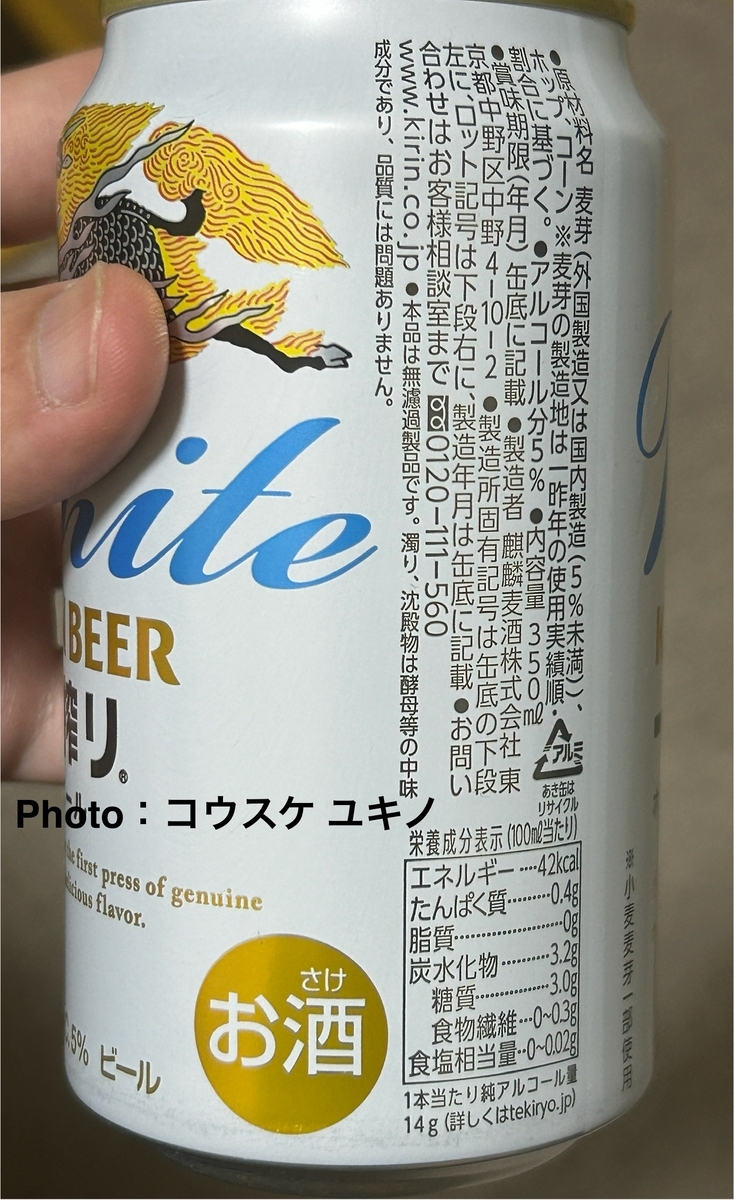 ●原材料名 麦芽(外国製造又は国内製造(5%未満))、
ホップ、コーン ※麦芽の製造地は一昨年の使用実績順・
割合に基づく。●アルコール分5% ●内容量 350㎖
●賞味期限(年月)缶底に記載 ●製造者 麒麟麦酒株式会社 東
京都中野区中野4-10-2 ●製造所固有記号は缶底の下段
左に、ロット記号は下段右に、製造年月は缶底に記載 ●お問い
合わせはお客様相談室まで 0120-111-560
www.kirin.co.jp ●本品は無濾過製品です。濁り、沈殿物は酵母等の中味
成分であり、品質には問題ありません。
アルミ
あき缶は
リサイクル
ite
BEER
搾り®
Photo：コウスケ ユキノ
the first press of genuine
flavor.
5% ビール
さけ
お酒
栄養成分表示(100㎖当たり)
エネルギー…42kcal
たんぱく質…0.4g
脂質…0g
炭水化物…3.2g
糖質…3.0g
食物繊維…0~0.3g
食塩相当量…0~0.02g
1本当たり純アルコール量
14g(詳しくはtekiryo.jp)
小麦麦芽一部使用